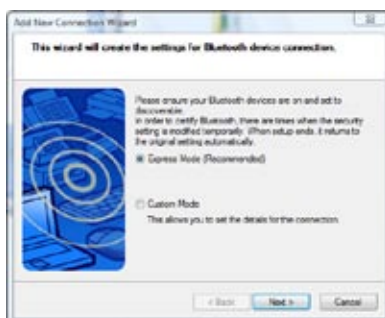 Add New Connection Wizard
This wizard will create the settings for Bluetooth device connection.
Please ensure your Bluetooth devices are on and set to
discoverable.
In order to certify Bluetooth, there are times when the security
setting is modified temporarily. When setup ends, it returns to
the original setting automatically.
Express Mode (Recommended)
Custom Mode
This allows you to set the details for the connection.
< Back
Next >
Cancel